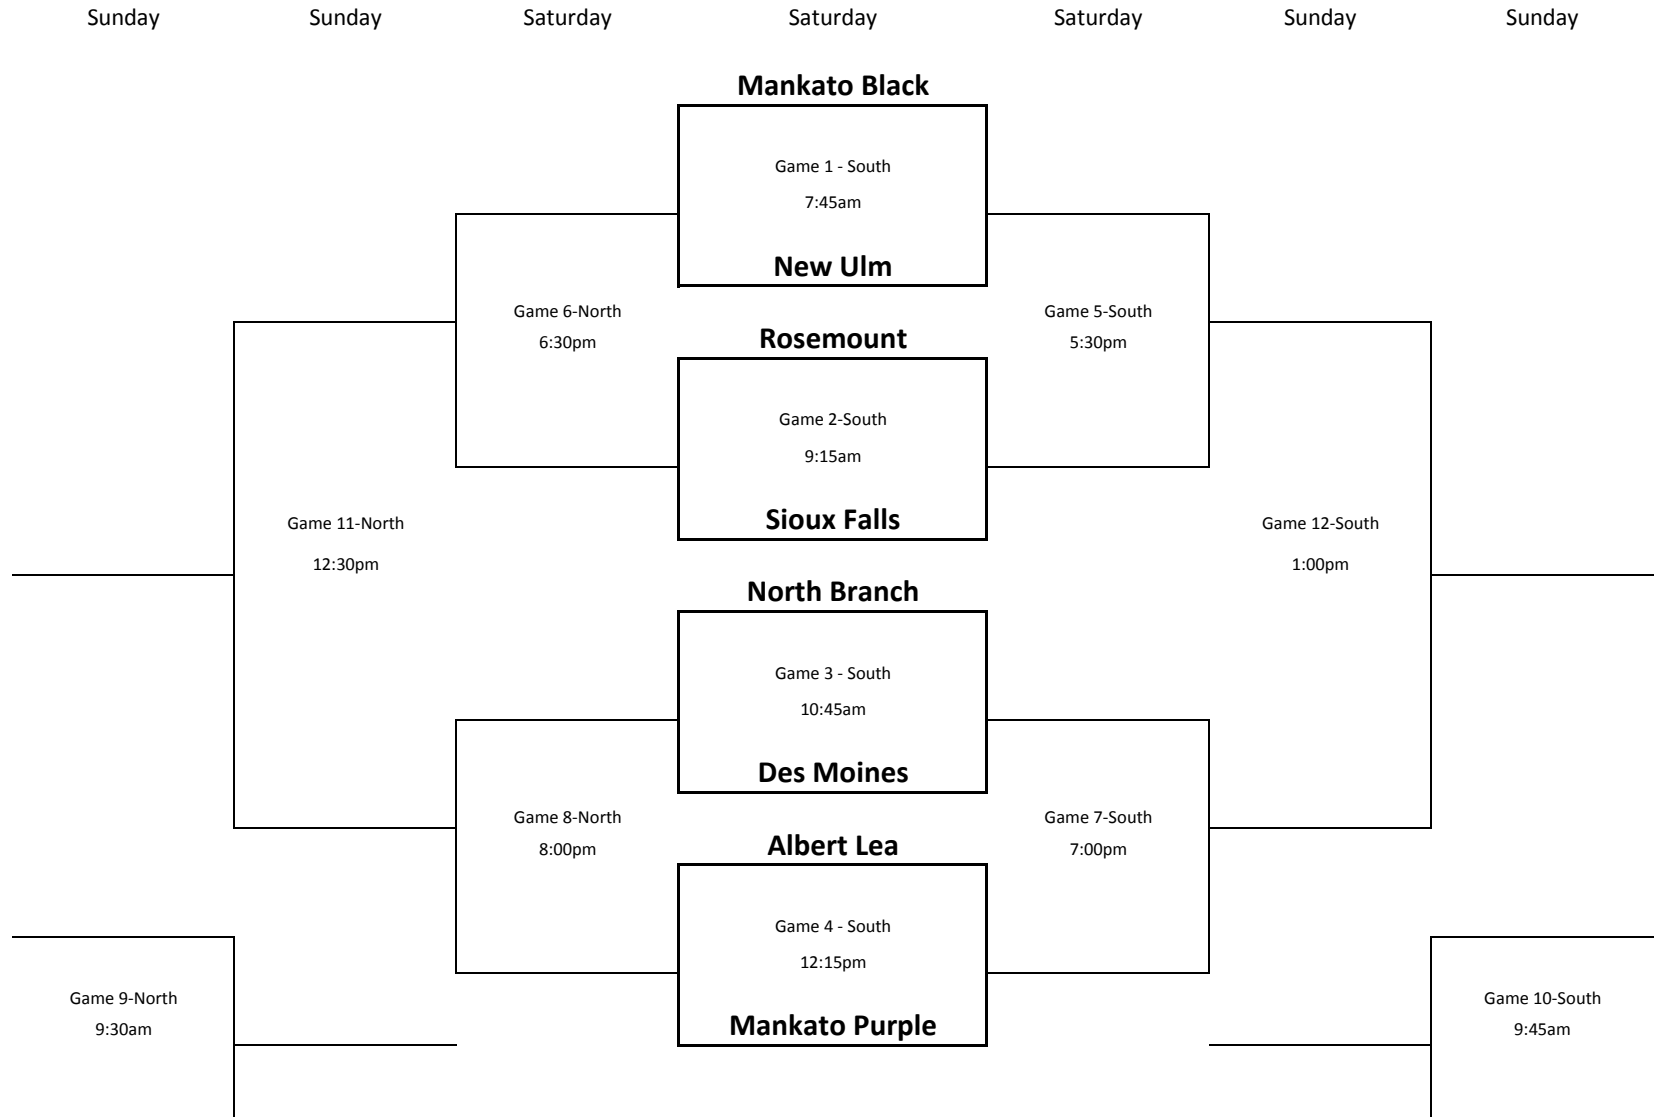 Sunday Sunday Saturday Saturday Saturday Sunday Sunday
Mankato Black
Game 1 - South
7:45am
New Ulm
Game 6-North
6:30pm
Game 5-South
5:30pm
Rosemount
Game 2-South
9:15am
Sioux Falls
Game 11-North
12:30pm
Game 12-South
1:00pm
North Branch
Game 3 - South
10:45am
Des Moines
Game 8-North
8:00pm
Game 7-South
7:00pm
Albert Lea
Game 4 - South
12:15pm
Mankato Purple
Game 9-North
9:30am
Game 10-South
9:45am